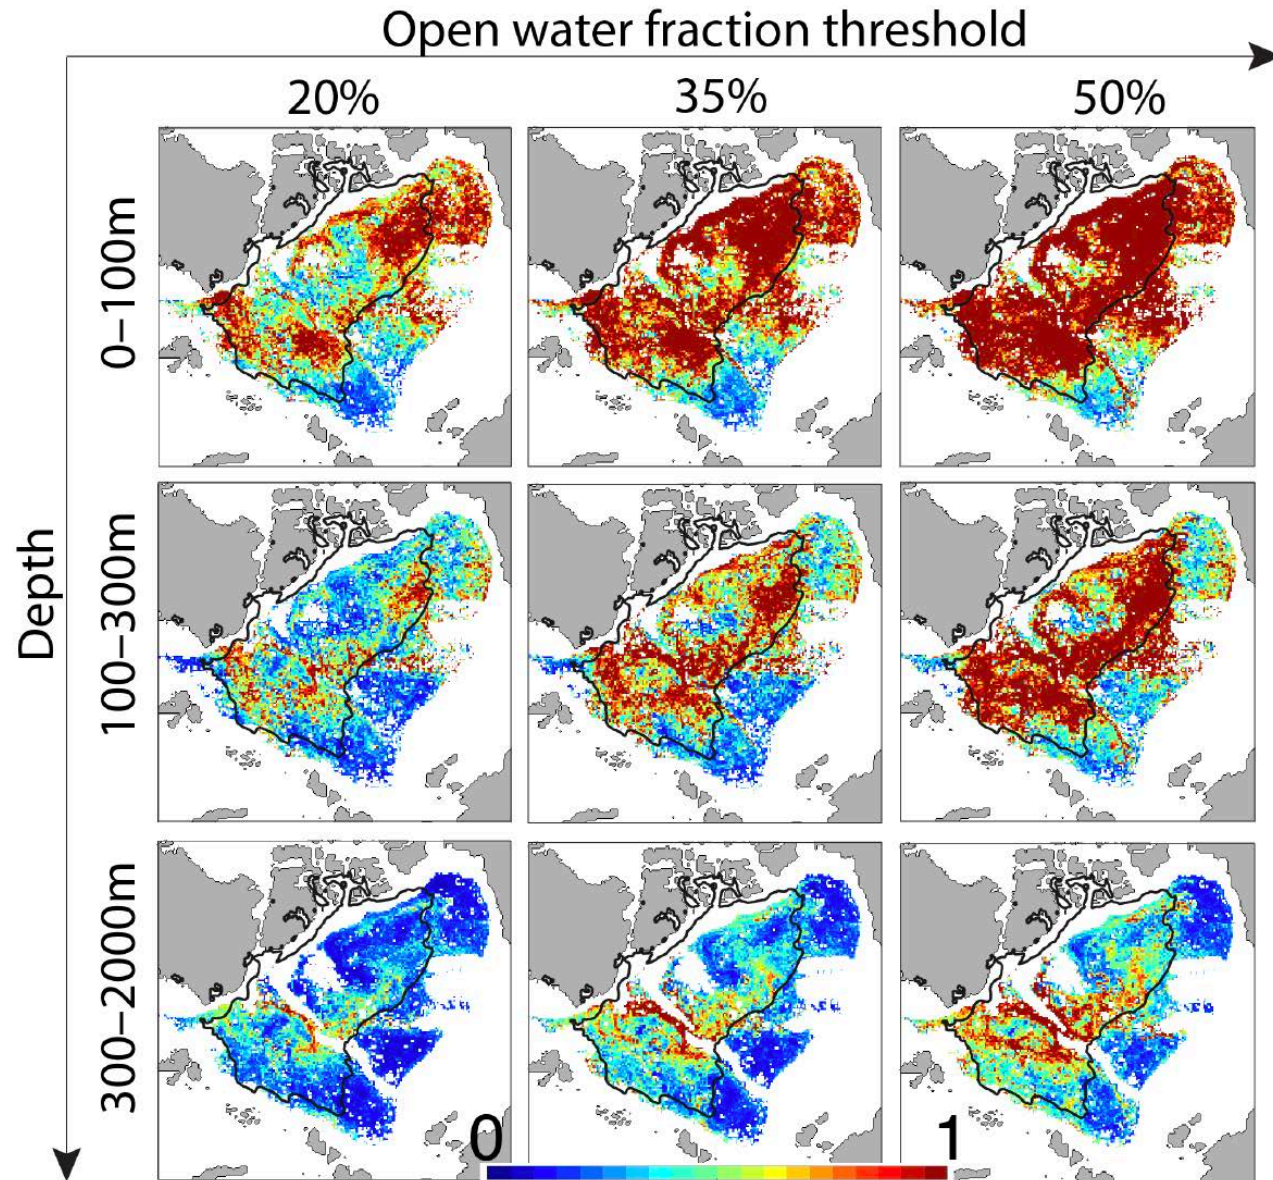 Open water fraction threshold
20% 35% 50%
Depth
0–100m
100–300m
300–2000m
0 1